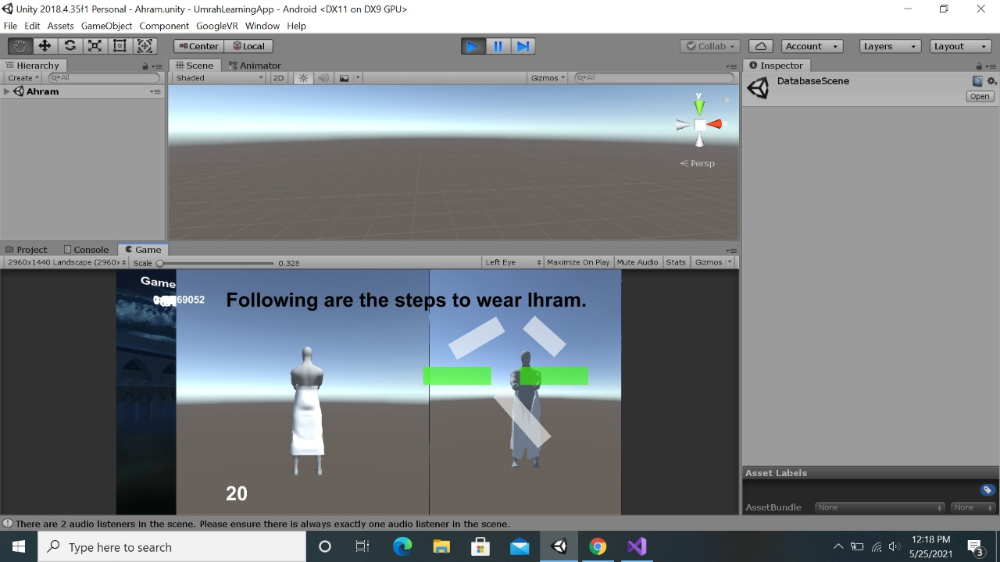 Unity 2018.4.35f1 Personal - Ahram.unity - UmrahLearningApp - Android <DX11 on DX9 GPU>
File Edit Assets GameObject Component GoogleVR Window Help
Center Local Collab Account Layers Layout
Hierarchy Scene Animator Inspector
Create All Shaded 2D Gizmos All
DatabaseScene
Open
Ahram
y
x
Persp
Project Console Game
2960x1440 Landscape (2960x Scale 0.328 Left Eye Maximize On Play Mute Audio Stats Gizmos
Game
69052
Following are the steps to wear Ihram.
20
Asset Labels
AssetBundle None None
There are 2 audio listeners in the scene. Please ensure there is always exactly one audio listener in the scene.
Type here to search
12:18 PM
5/25/2021
3